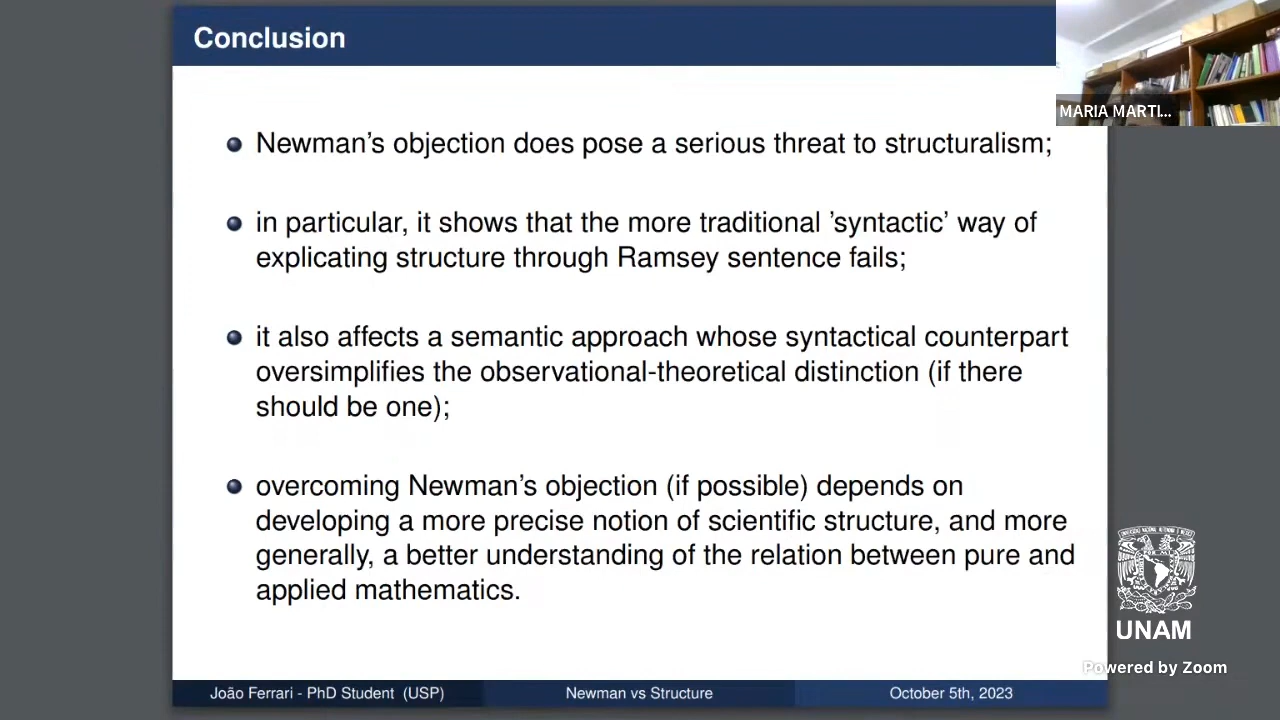 Conclusion
MARIA MARTI...
Newman's objection does pose a serious threat to structuralism;
in particular, it shows that the more traditional 'syntactic' way of
explicating structure through Ramsey sentence fails;
it also affects a semantic approach whose syntactical counterpart
oversimplifies the observational-theoretical distinction (if there
should be one);
overcoming Newman's objection (if possible) depends on
developing a more precise notion of scientific structure, and more
generally, a better understanding of the relation between pure and
applied mathematics.
UNAM
Powered by Zoom
João Ferrari - PhD Student (USP)
Newman vs Structure
October 5th, 2023